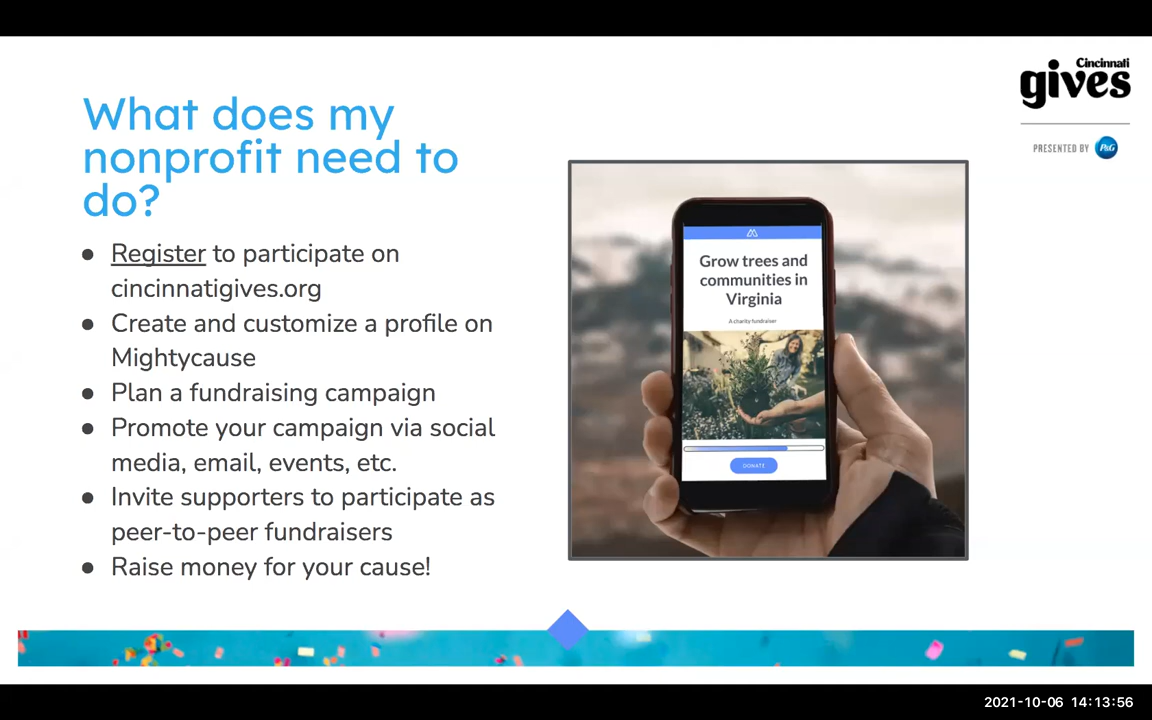 Cincinnati
gives
PRESENTED BY P&G
What does my
nonprofit need to
do?
● Register to participate on
cincinnatigives.org
● Create and customize a profile on
Mightycause
● Plan a fundraising campaign
● Promote your campaign via social
media, email, events, etc.
● Invite supporters to participate as
peer-to-peer fundraisers
● Raise money for your cause!
Grow trees and
communities in
Virginia
A charity fundraiser
DONATE
2021-10-06 14:13:56